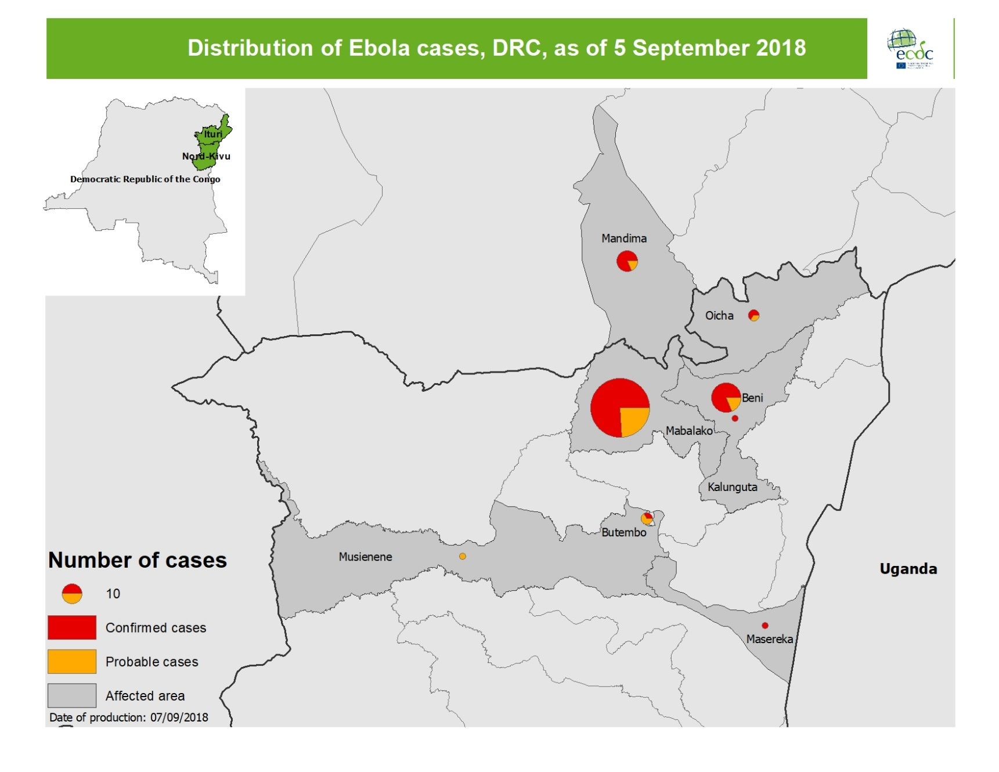 Distribution of Ebola cases, DRC, as of 5 September 2018
ecdc
Ituri
Nord-Kivu
Democratic Republic of the Congo
Mandima
Oicha
Beni
Mabalako
Kalunguta
Butembo
Musienene
Uganda
Masereka
Number of cases
10
Confirmed cases
Probable cases
Affected area
Date of production: 07/09/2018